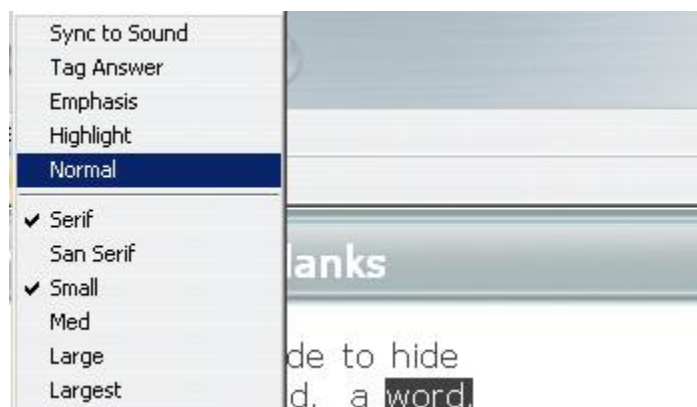 Sync to Sound
Tag Answer
Emphasis
Highlight
Normal
Serif
San Serif
Small
Med
Large
Largest
lanks
de to hide
d, a word,